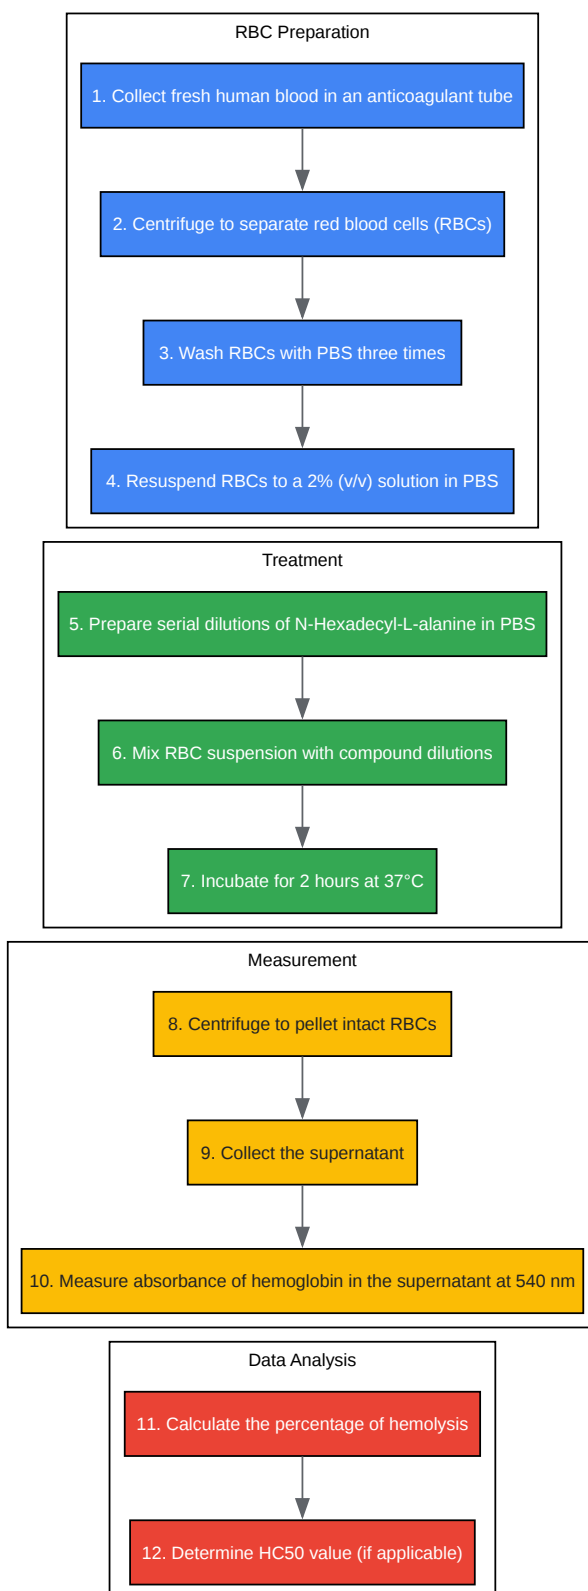 RBC Preparation
1. Collect fresh human blood in an anticoagulant tube
2. Centrifuge to separate red blood cells (RBCs)
3. Wash RBCs with PBS three times
4. Resuspend RBCs to a 2% (v/v) solution in PBS
Treatment
5. Prepare serial dilutions of N-Hexadecyl-L-alanine in PBS
6. Mix RBC suspension with compound dilutions
7. Incubate for 2 hours at 37°C
Measurement
8. Centrifuge to pellet intact RBCs
9. Collect the supernatant
10. Measure absorbance of hemoglobin in the supernatant at 540 nm
Data Analysis
11. Calculate the percentage of hemolysis
12. Determine HC50 value (if applicable)